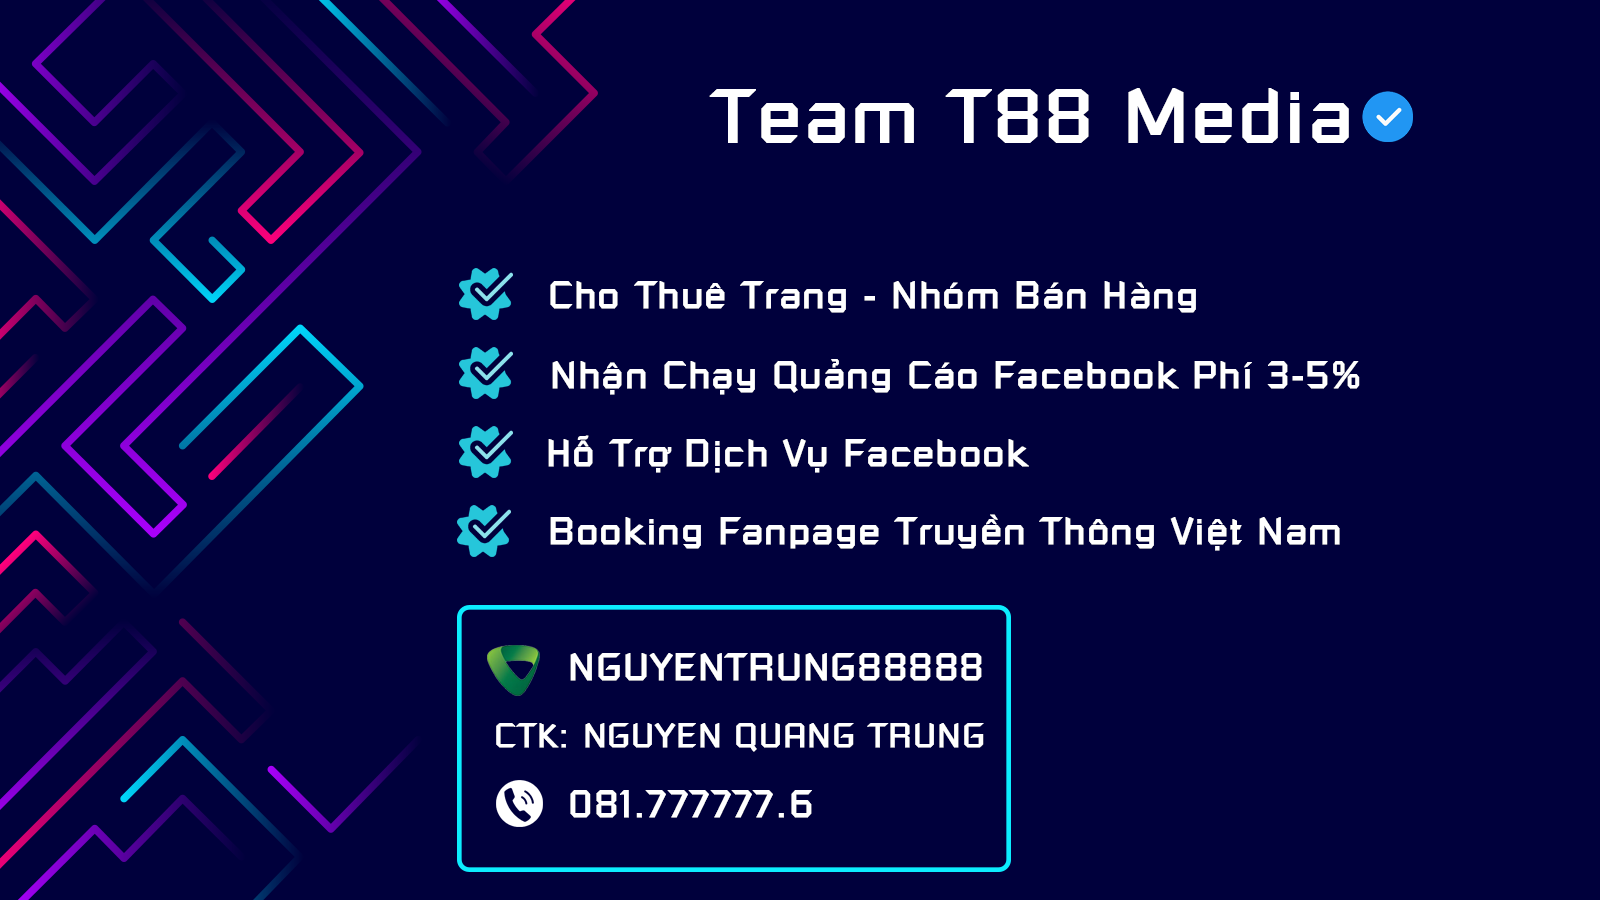 Team T88 Media
Cho Thuê Trang - Nhóm Bán Hàng
Nhận Chạy Quảng Cáo Facebook Phí 3-5%
Hỗ Trợ Dịch Vụ Facebook
Booking Fanpage Truyền Thông Việt Nam
NGUYENTRUNG88888
CTK: NGUYEN QUANG TRUNG
081.777777.6